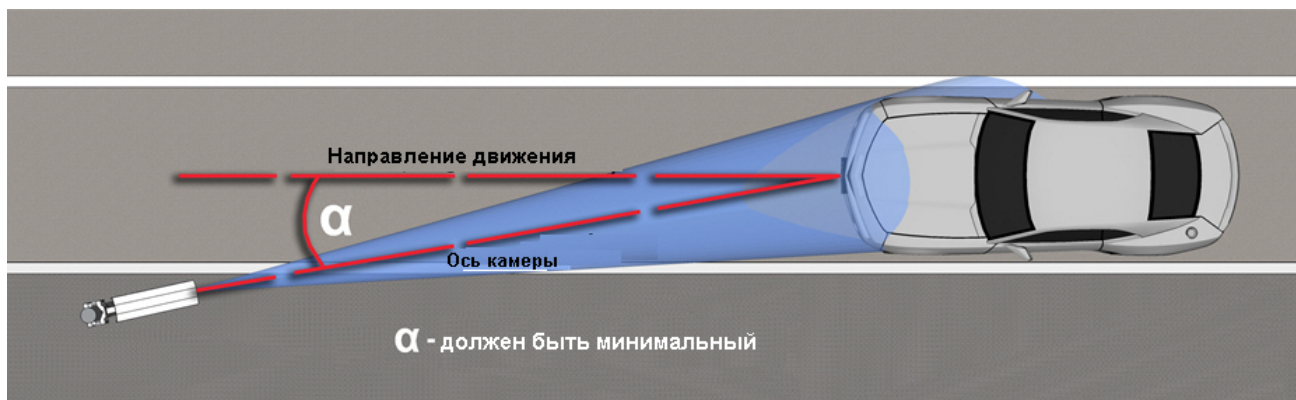 Направление движения
α
Ось камеры
α - должен быть минимальный